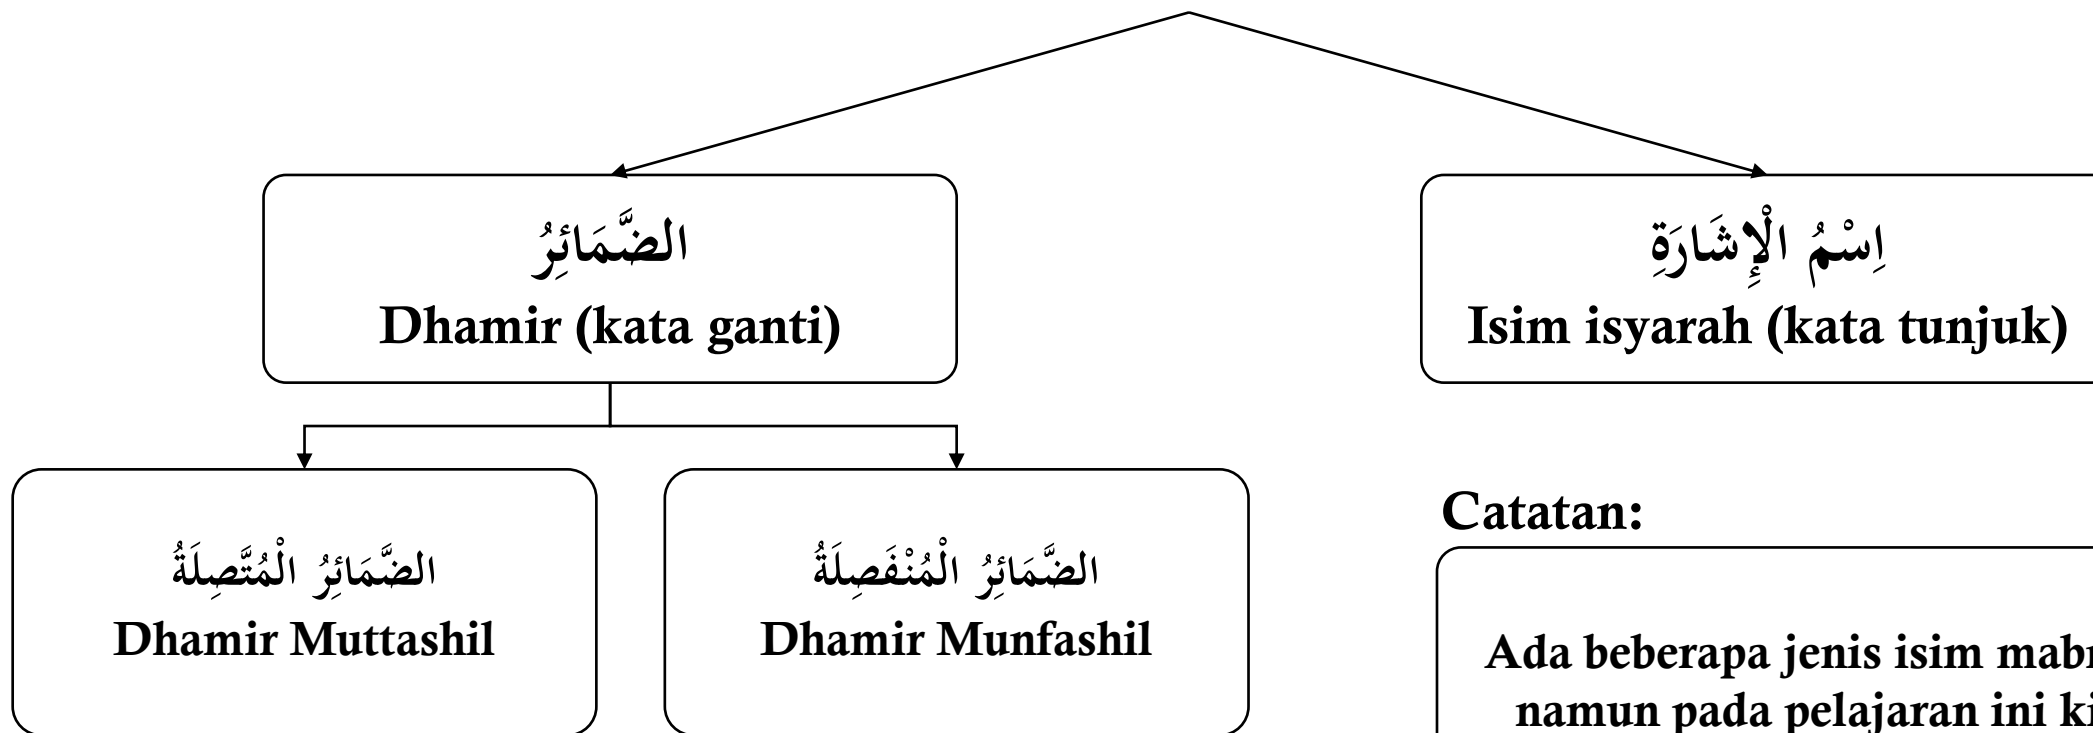 الضَّمَائِرُ
Dhamir (kata ganti)
اِسْمُ الْإِشَارَةِ
Isim isyarah (kata tunjuk)
الضَّمَائِرُ الْمُتَّصِلَةُ
Dhamir Muttashil
الضَّمَائِرُ الْمُنْفَصِلَةُ
Dhamir Munfashil
Catatan:
Ada beberapa jenis isim
namun pada pelajaran ini